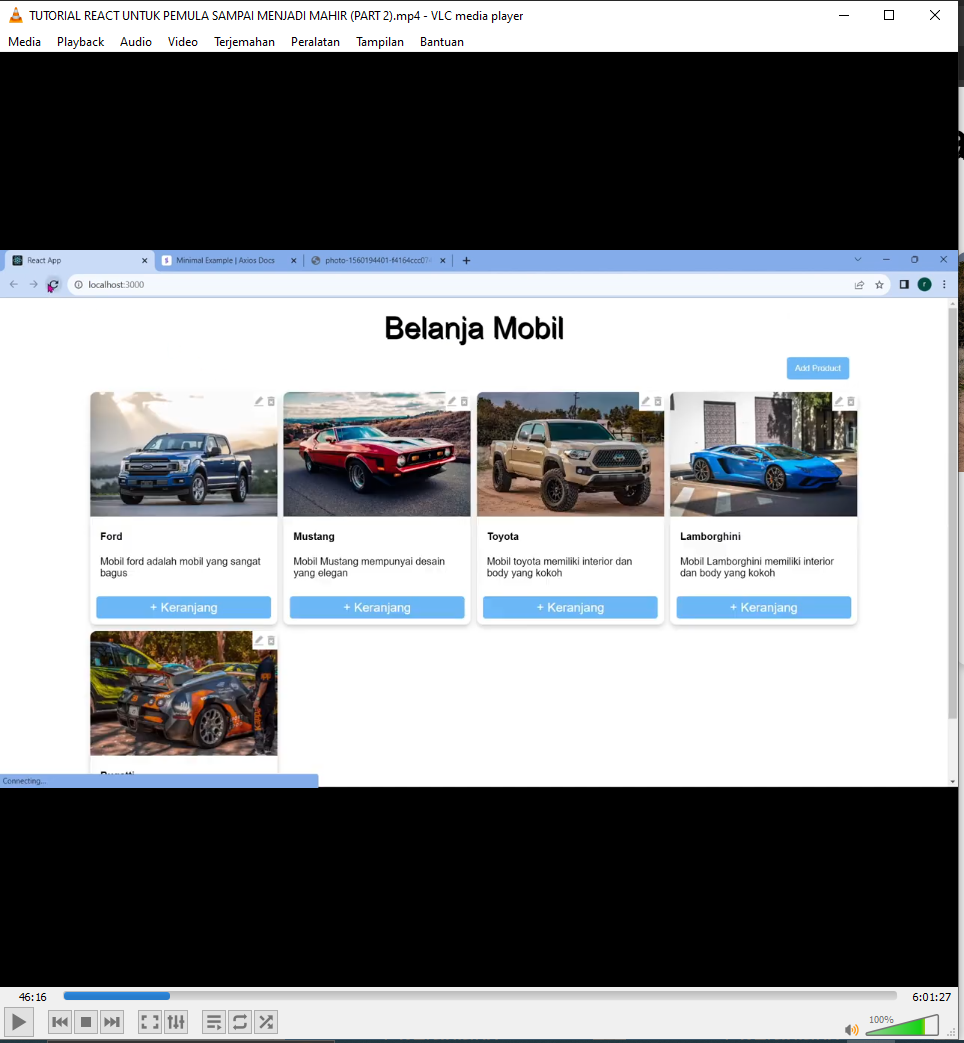 TUTORIAL REACT UNTUK PEMULA SAMPAI MENJADI MAHIR (PART 2).mp4 - VLC media player
Media Playback Audio Video Terjemahan Peralatan Tampilan Bantuan
React App Minimal Example | Axios Docs photo-1560194401-f4164ccc07
localhost:3000
Belanja Mobil
Add Product
Ford
Mobil ford adalah mobil yang sangat
bagus
+ Keranjang
Mustang
Mobil Mustang mempunyai desain
yang elegan
+ Keranjang
Toyota
Mobil toyota memiliki interior dan
body yang kokoh
+ Keranjang
Lamborghini
Mobil Lamborghini memiliki interior
dan body yang kokoh
+ Keranjang
Bugatti
Connecting...
46:16
6:01:27
100%